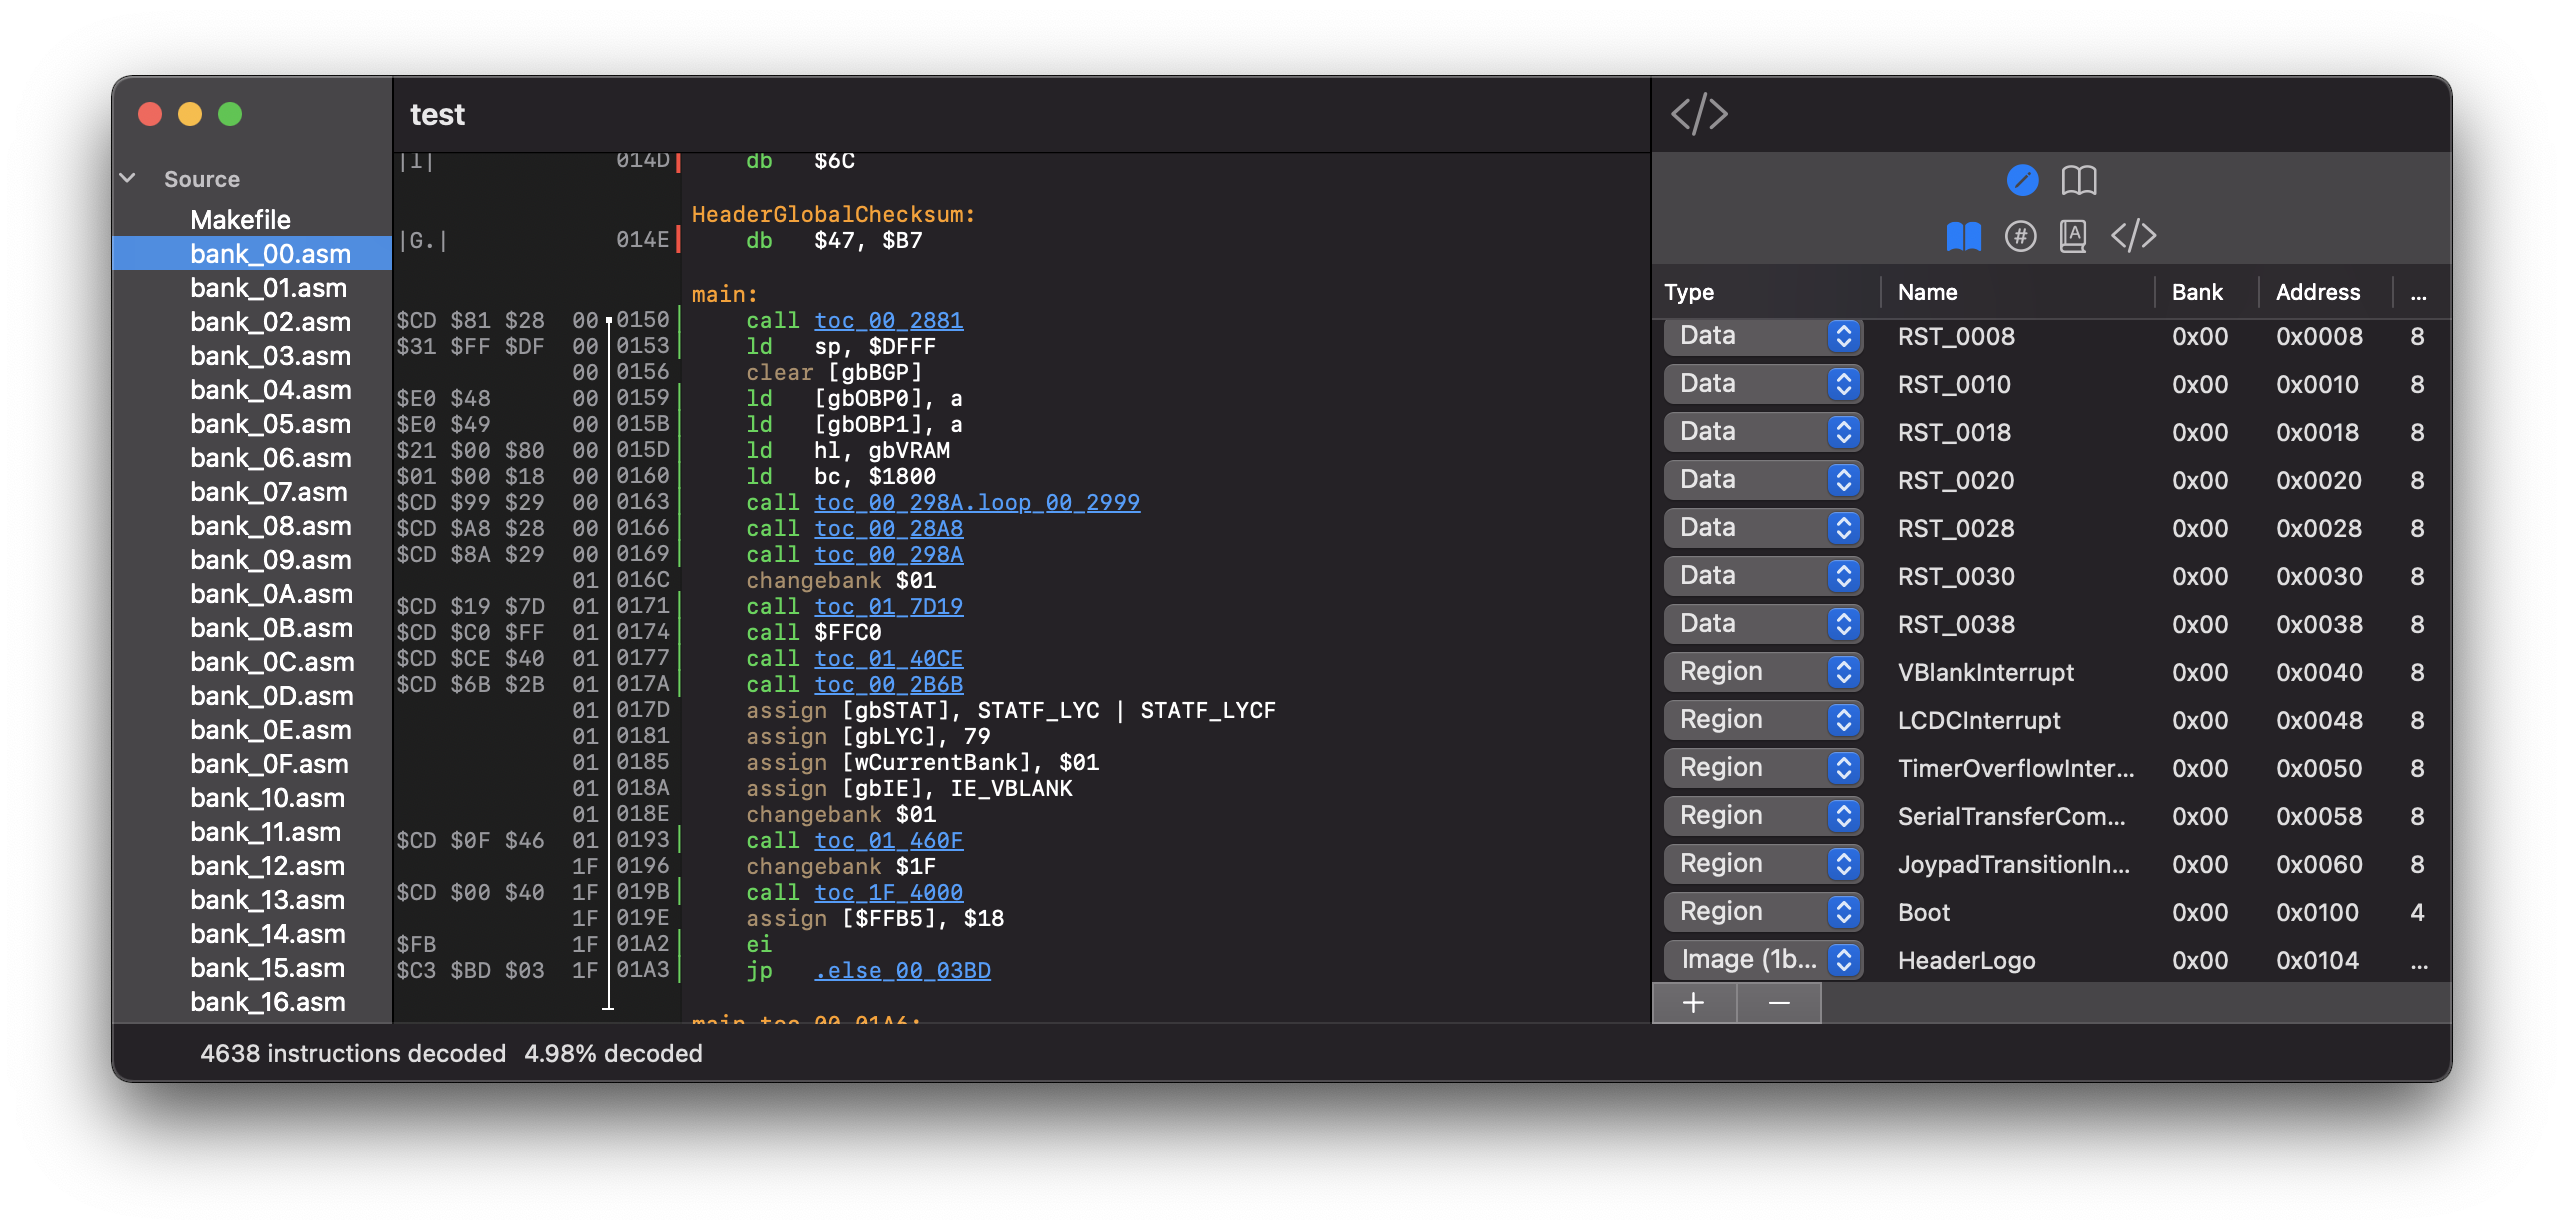 test
Source
Makefile
bank_00.asm
bank_01.asm
bank_02.asm
bank_03.asm
bank_04.asm
bank_05.asm
bank_06.asm
bank_07.asm
bank_08.asm
bank_09.asm
bank_0A.asm
bank_0B.asm
bank_0C.asm
bank_0D.asm
bank_0E.asm
bank_0F.asm
bank_10.asm
bank_11.asm
bank_12.asm
bank_13.asm
bank_14.asm
bank_15.asm
bank_16.asm
|l| 014D db $6C
HeaderGlobalChecksum:
|G.| 014E db $47, $B7
main:
$CD $81 $28 00 0150 call toc_00_2881
$31 $FF $DF 00 0153 ld sp, $DFFF
00 0156 clear [gbBGP]
$E0 $48 00 0159 ld [gbOBP0], a
$E0 $49 00 015B ld [gbOBP1], a
$21 $00 $80 00 015D ld hl, gbVRAM
$01 $00 $18 00 0160 ld bc, $1800
$CD $99 $29 00 0163 call toc_00_298A.loop_00_2999
$CD $A8 $28 00 0166 call toc_00_28A8
$CD $8A $29 00 0169 call toc_00_298A
01 016C changebank $01
$CD $19 $7D 01 0171 call toc_01_7D19
$CD $C0 $FF 01 0174 call $FFC0
$CD $CE $40 01 0177 call toc_01_40CE
$CD $6B $2B 01 017A call toc_00_2B6B
01 017D assign [gbSTAT], STATF_LYC | STATF_LYCF
01 0181 assign [gbLYC], 79
01 0185 assign [wCurrentBank], $01
01 018A assign [gbIE], IE_VBLANK
01 018E changebank $01
$CD $0F $46 01 0193 call toc_01_460F
1F 0196 changebank $1F
$CD $00 $40 1F 019B call toc_1F_4000
1F 019E assign [$FFB5], $18
$FB 1F 01A2 ei
$C3 $BD $03 1F 01A3 jp .else_00_03BD
main.toc_00_01A6:
</> 
# A </>
Type Name Bank Address ...
Data RST_0008 0x00 0x0008 8
Data RST_0010 0x00 0x0010 8
Data RST_0018 0x00 0x0018 8
Data RST_0020 0x00 0x0020 8
Data RST_0028 0x00 0x0028 8
Data RST_0030 0x00 0x0030 8
Data RST_0038 0x00 0x0038 8
Region VBlankInterrupt 0x00 0x0040 8
Region LCDCInterrupt 0x00 0x0048 8
Region TimerOverflowInter... 0x00 0x0050 8
Region SerialTransferCom... 0x00 0x0058 8
Region JoypadTransitionIn... 0x00 0x0060 8
Region Boot 0x00 0x0100 4
Image (1b... HeaderLogo 0x00 0x0104 ...
+ −
4638 instructions decoded 4.98% decoded